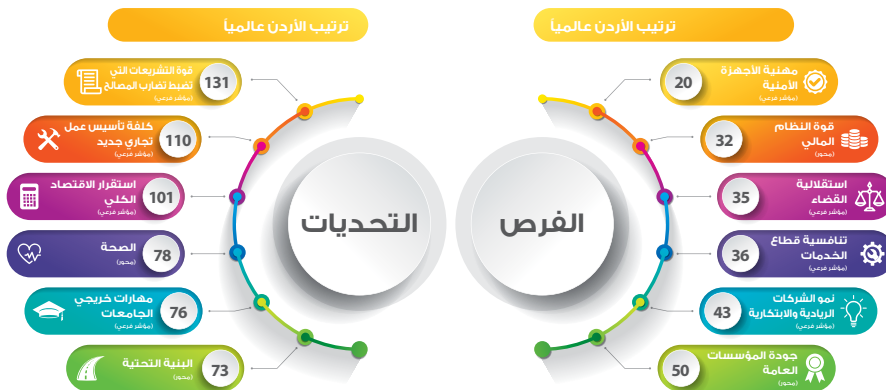 ترتيب الأردن عالمياً
الفرص
مهنية الأجهزة
الأمنية
(مؤشر فرعي)
20
قوة النظام
المالي
(محور)
32
استقلالية
القضاء
(مؤشر فرعي)
35
تنافسية قطاع
الخدمات
(مؤشر فرعي)
36
نمو الشركات
الريادية والابتكارية
(مؤشر فرعي)
43
جودة المؤسسات
العامة
(محور)
50
ترتيب الأردن عالمياً
التحديات
قوة التشريعات التي
تضبط تضارب المصالح
(مؤشر فرعي)
131
كلفة تأسيس عمل
تجاري جديد
(مؤشر فرعي)
110
استقرار الاقتصاد
الكلي
(مؤشر فرعي)
101
الصحة
(محور)
78
مهارات خريجي
الجامعات
(مؤشر فرعي)
76
البنية التحتية
(محور)
73